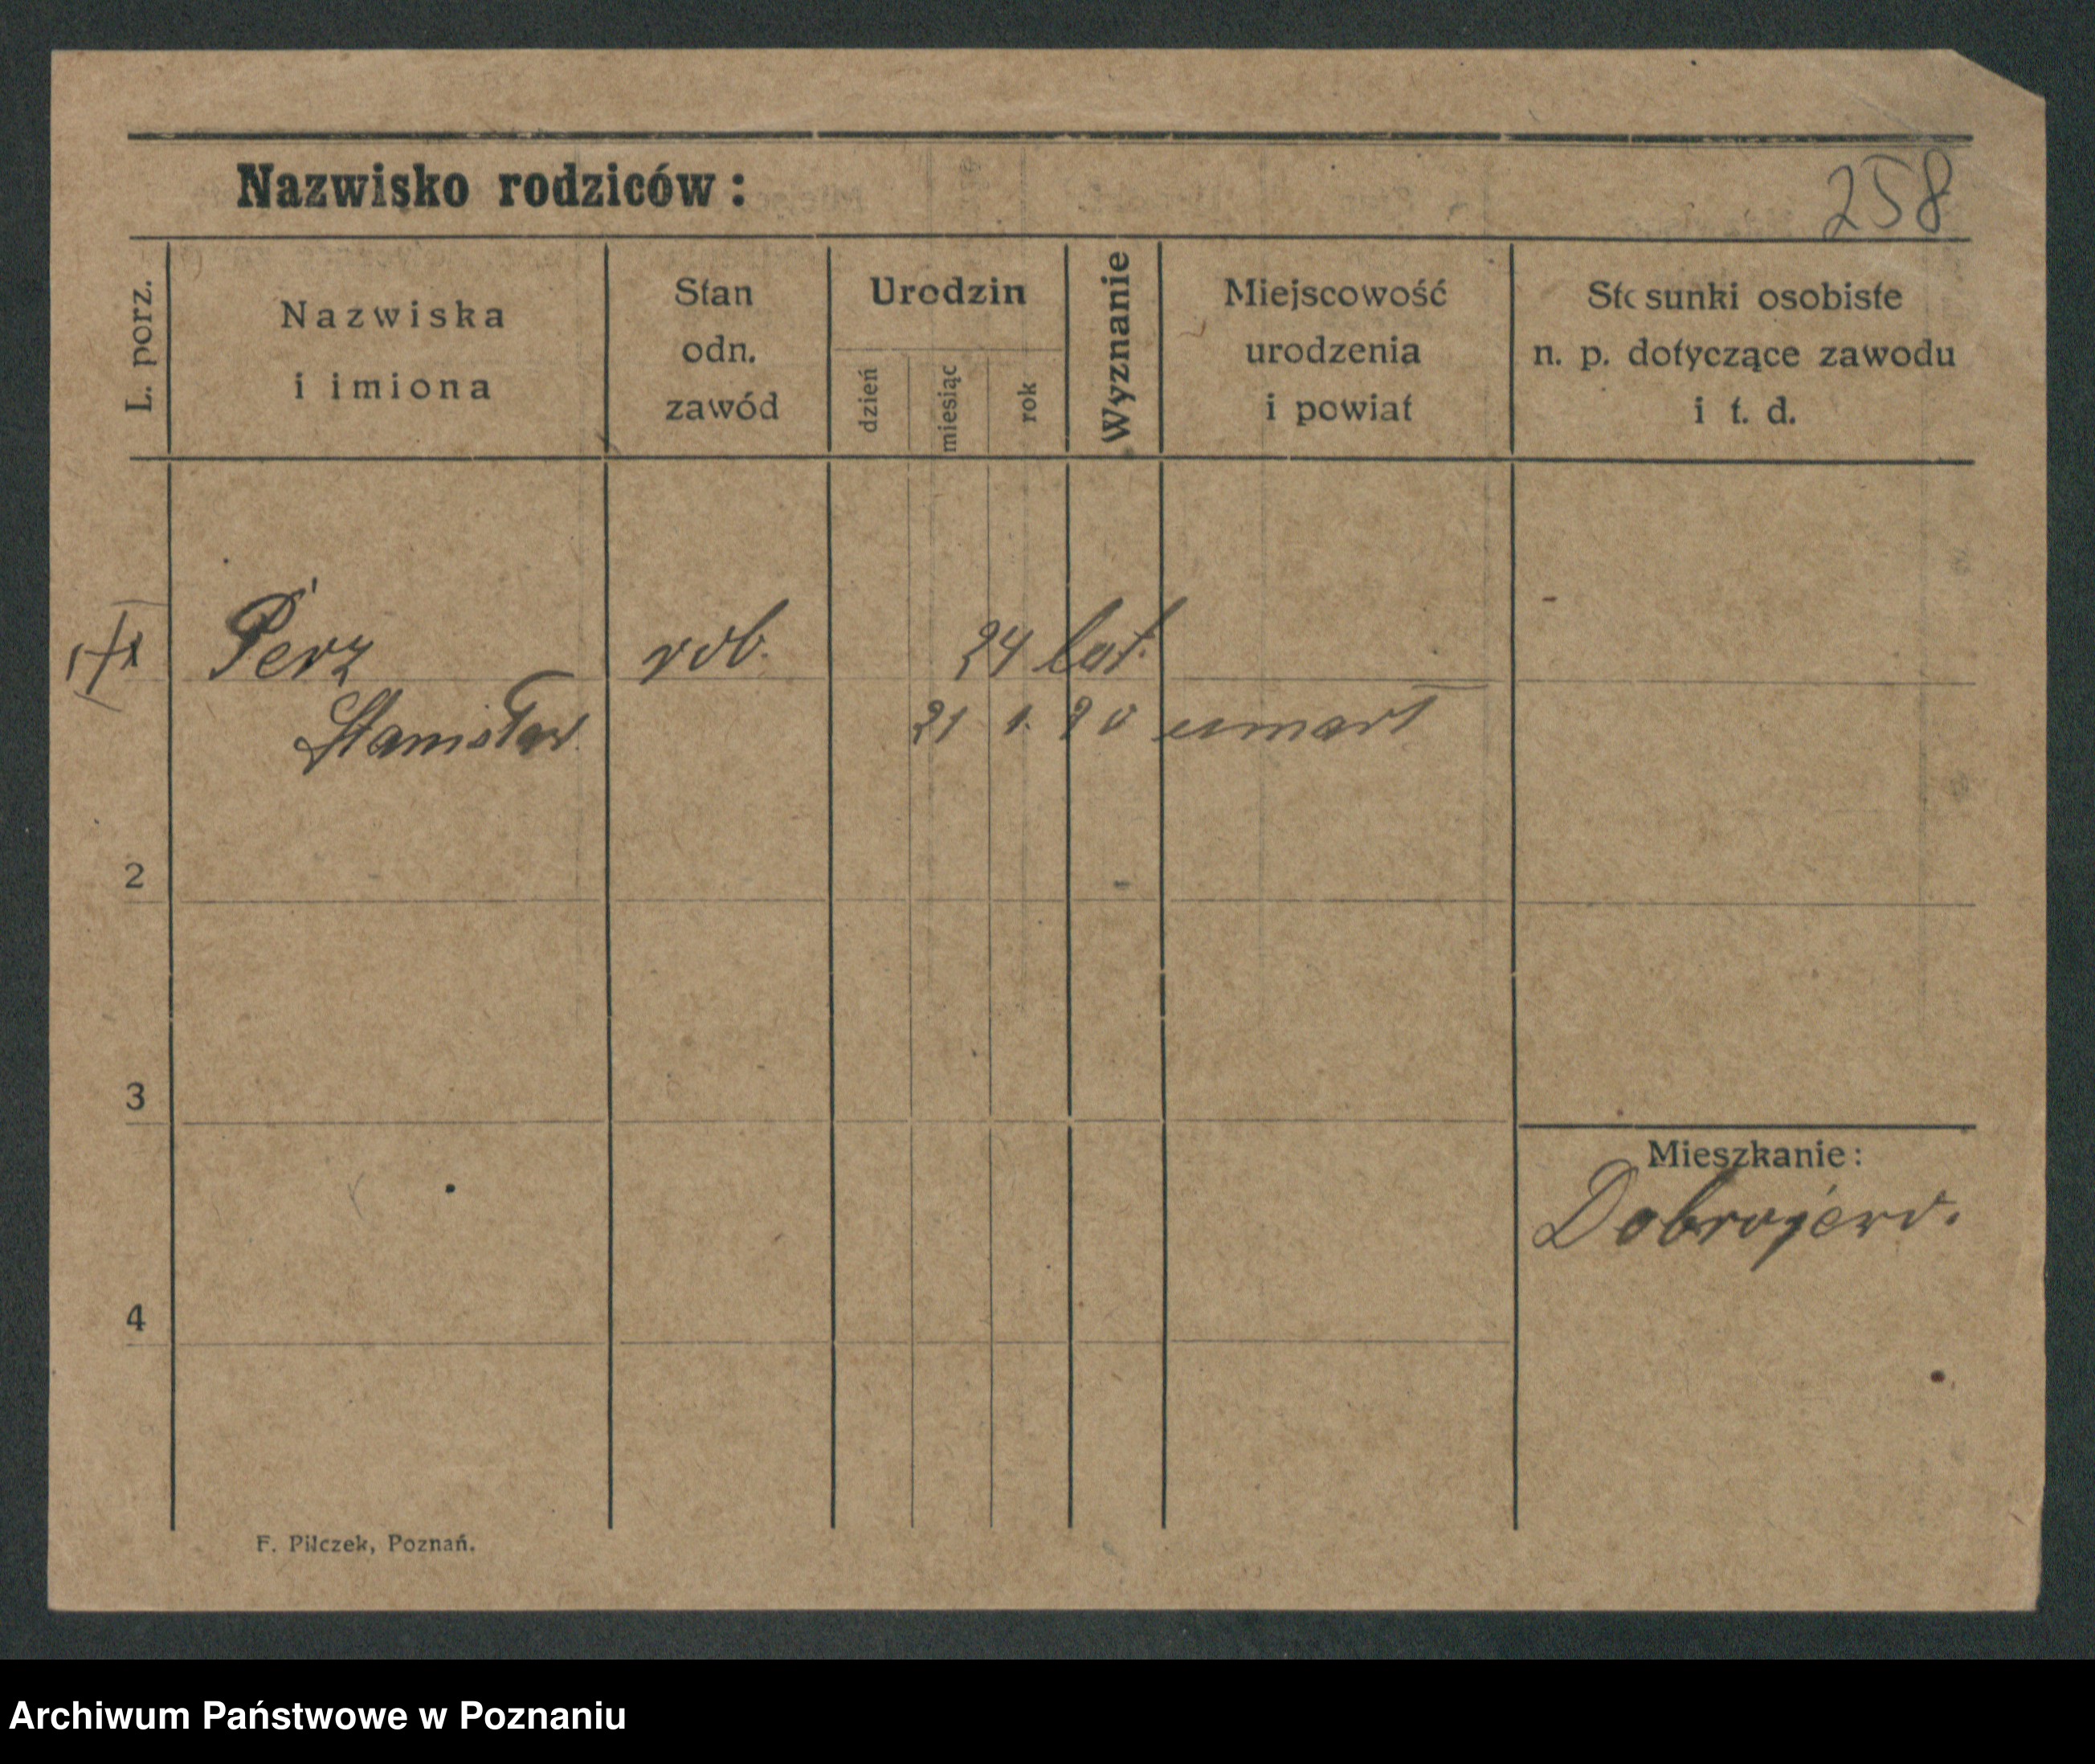 258
Nazwisko rodziców:
L. porz.
Nazwiska
i imiona
Stan
odn.
zawód
Urodzin
dzień
miesiąc
rok
Wyznanie
Miejscowość
urodzenia
i powiat
Stosunki osobiste
n. p. dotyczące zawodu
i t. d.
1 Perz rob. 24 lat.
Stanisław 21 1. 20 umarł
2
3
Mieszkanie:
Dobrojewo.
4
F. Pilczek, Poznań.
Archiwum Państwowe w Poznaniu